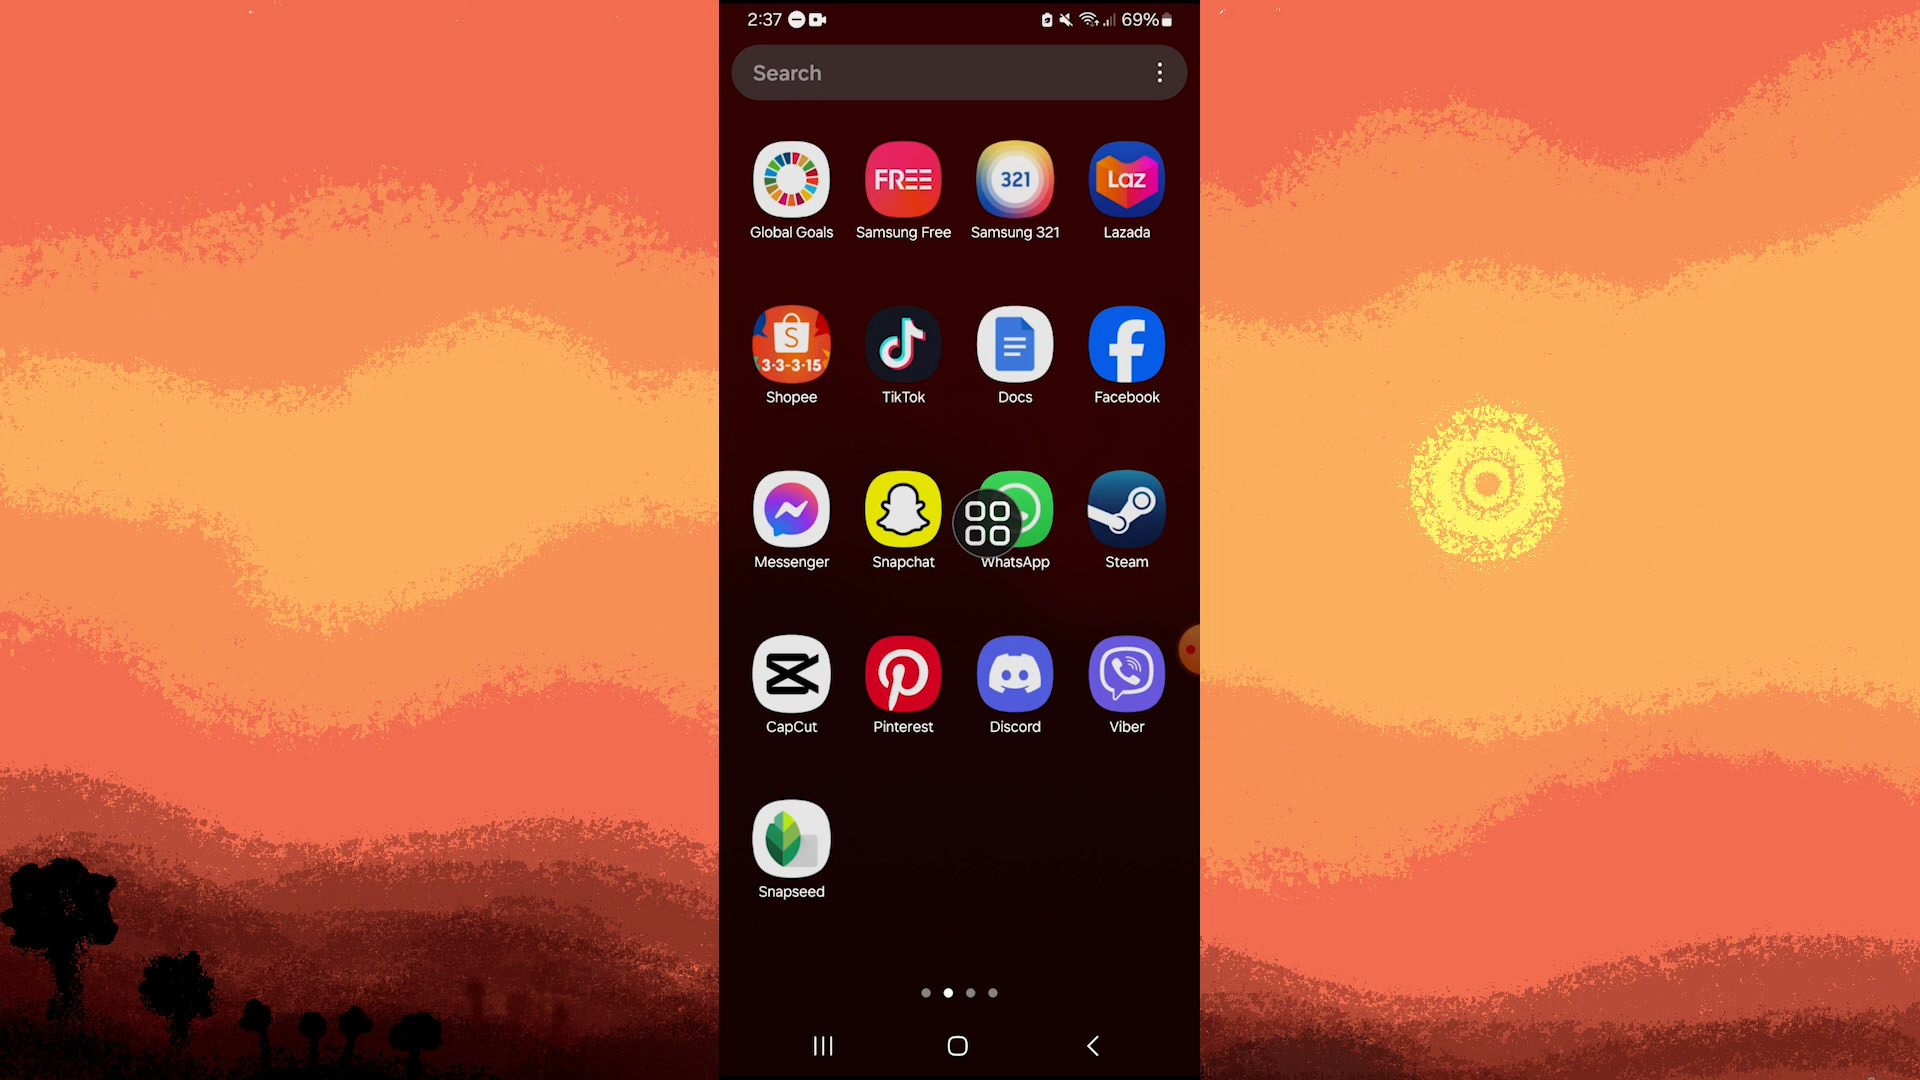 2:37 69%
Search
FREE 321 Laz
Global Goals Samsung Free Samsung 321 Lazada
S
3-3-3-15
Shopee TikTok Docs Facebook
Messenger Snapchat WhatsApp Steam
CapCut Pinterest Discord Viber
Snapseed